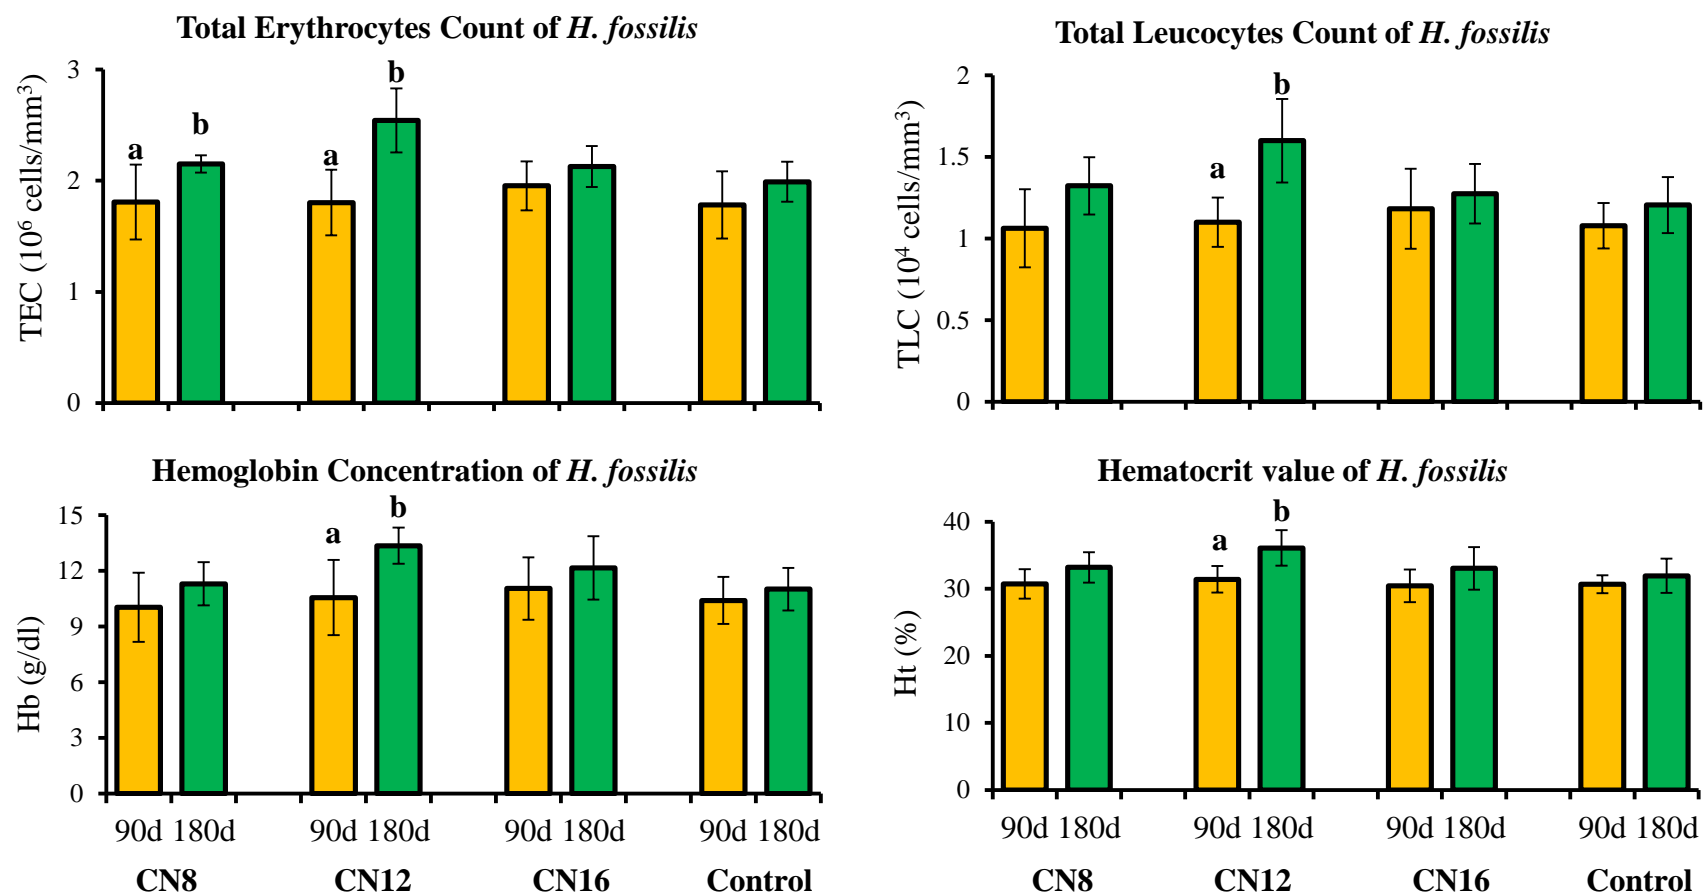 Total Erythrocytes Count of H. fossilis
TEC (10⁶ cells/mm³)
3
2
1
0
a
b
a
b
Total Leucocytes Count of H. fossilis
TLC (10⁴ cells/mm³)
2
1.5
1
0.5
0
a
b
Hemoglobin Concentration of H. fossilis
Hb (g/dl)
15
12
9
6
3
0
a
b
90d 180d 90d 180d 90d 180d 90d 180d
CN8 CN12 CN16 Control
Hematocrit value of H. fossilis
Ht (%)
40
30
20
10
0
a
b
90d 180d 90d 180d 90d 180d 90d 180d
CN8 CN12 CN16 Control